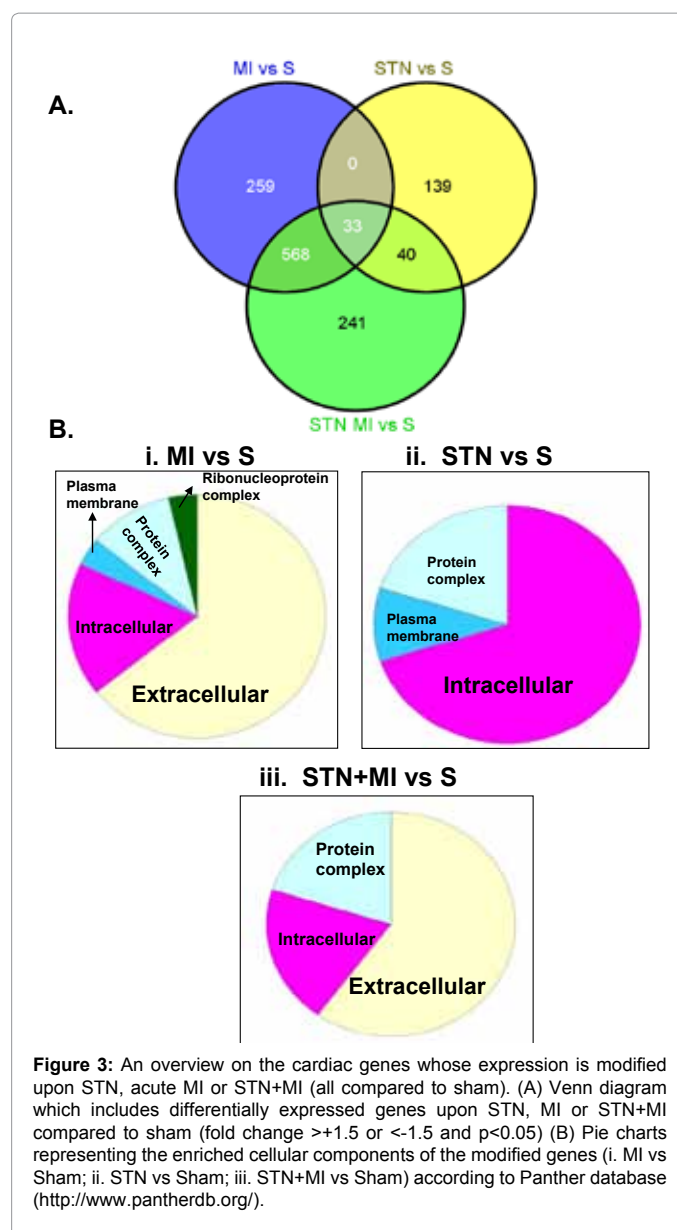 MI vs S
STN vs S
A.
0
259
139
33
568
40
241
STN MI vs S
B.
i. MI vs S
ii. STN vs S
Plasma
membrane
Ribonucleoprotein
complex
Protein
complex
Intracellular
Extracellular
Protein
complex
Plasma
membrane
Intracellular
iii. STN+MI vs S
Protein
complex
Intracellular
Extracellular
Figure 3: An overview on the cardiac genes whose expression is modified
upon STN, acute MI or STN+MI (all compared to sham). (A) Venn diagram
which includes differentially expressed genes upon STN, MI or STN+MI
compared to sham (fold change >+1.5 or <-1.5 and p<0.05) (B) Pie charts
representing the enriched cellular components of the modified genes (i. MI vs
Sham; ii. STN vs Sham; iii. STN+MI vs Sham) according to Panther database
(http://www.pantherdb.org/).